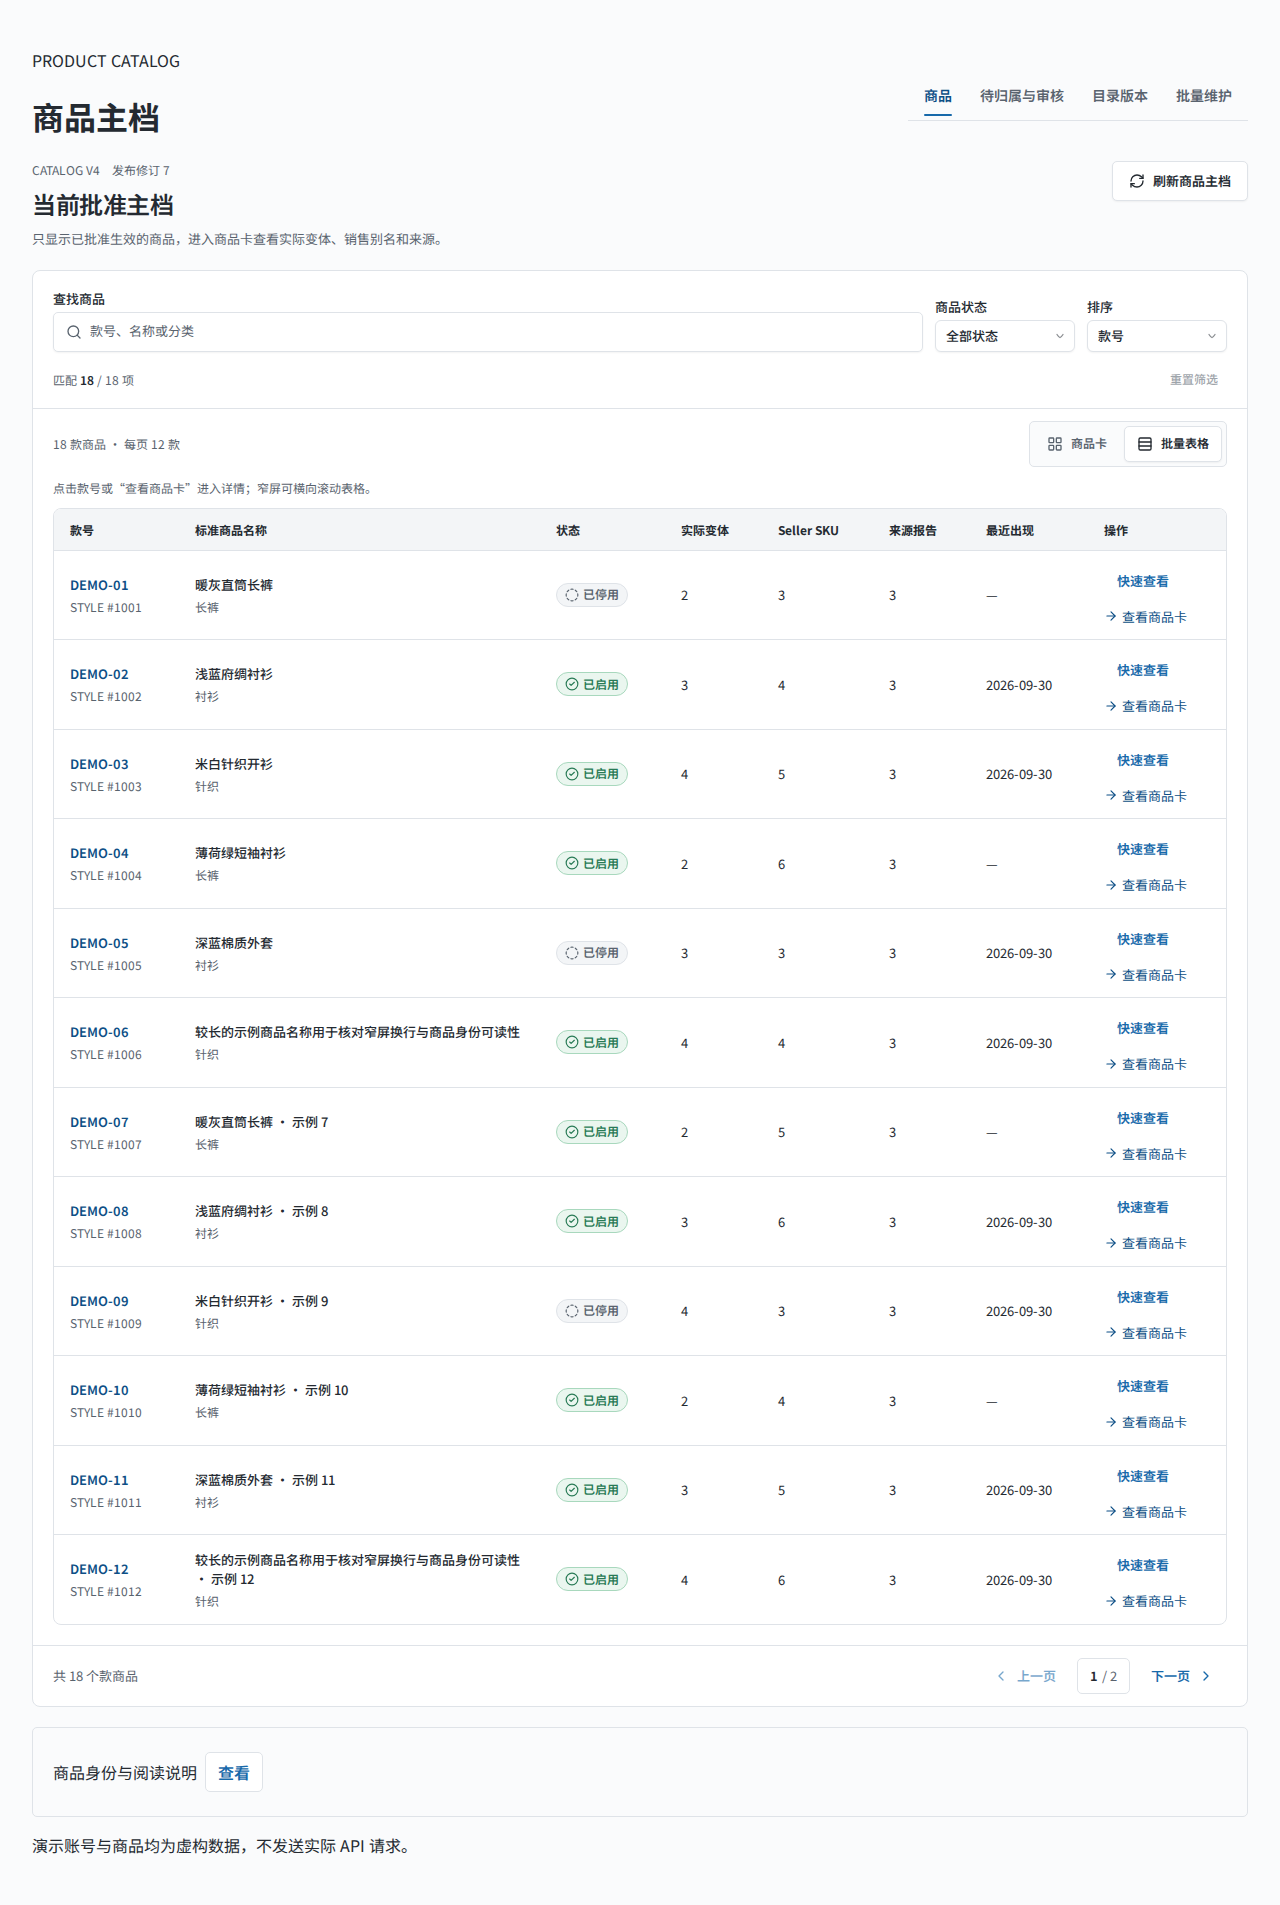 PRODUCT CATALOG
商品主档
商品 待归属与审核 目录版本 批量维护
CATALOG V4 发布修订 7
当前批准主档
只显示已批准生效的商品，进入商品卡查看实际变体、销售别名和来源。
刷新商品主档
查找商品
款号、名称或分类
商品状态
全部状态
排序
款号
匹配 18 / 18 项
重置筛选
18 款商品 · 每页 12 款
商品卡 批量表格
点击款号或“查看商品卡”进入详情；窄屏可横向滚动表格。
款号 标准商品名称 状态 实际变体 Seller SKU 来源报告 最近出现 操作
DEMO-01 暖灰直筒长裤 已停用 2 3 3 — 快速查看
STYLE #1001 长裤 查看商品卡
DEMO-02 浅蓝府绸衬衫 已启用 3 4 3 2026-09-30 快速查看
STYLE #1002 衬衫 查看商品卡
DEMO-03 米白针织开衫 已启用 4 5 3 2026-09-30 快速查看
STYLE #1003 针织 查看商品卡
DEMO-04 薄荷绿短袖衬衫 已启用 2 6 3 — 快速查看
STYLE #1004 长裤 查看商品卡
DEMO-05 深蓝棉质外套 已停用 3 3 3 2026-09-30 快速查看
STYLE #1005 衬衫 查看商品卡
DEMO-06 较长的示例商品名称用于核对窄屏换行与商品身份可读性 已启用 4 4 3 2026-09-30 快速查看
STYLE #1006 针织 查看商品卡
DEMO-07 暖灰直筒长裤 · 示例 7 已启用 2 5 3 — 快速查看
STYLE #1007 长裤 查看商品卡
DEMO-08 浅蓝府绸衬衫 · 示例 8 已启用 3 6 3 2026-09-30 快速查看
STYLE #1008 衬衫 查看商品卡
DEMO-09 米白针织开衫 · 示例 9 已停用 4 3 3 2026-09-30 快速查看
STYLE #1009 针织 查看商品卡
DEMO-10 薄荷绿短袖衬衫 · 示例 10 已启用 2 4 3 — 快速查看
STYLE #1010 长裤 查看商品卡
DEMO-11 深蓝棉质外套 · 示例 11 已启用 3 5 3 2026-09-30 快速查看
STYLE #1011 衬衫 查看商品卡
DEMO-12 较长的示例商品名称用于核对窄屏换行与商品身份可读性 已启用 4 6 3 2026-09-30 快速查看
· 示例 12
STYLE #1012 针织 查看商品卡
共 18 个款商品
上一页 1 / 2 下一页
商品身份与阅读说明 查看
演示账号与商品均为虚构数据，不发送实际 API 请求。